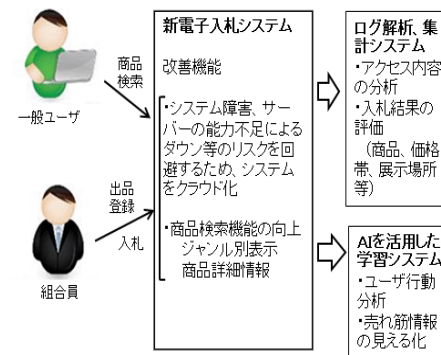 商品
検索
一般ユーザ
出品
登録
入札
組合員
新電子入札システム
改善機能
・システム障害、サー
バーの能力不足による
ダウン等のリスクを回
避するため、システム
をクラウド化
・商品検索機能の向上
ジャンル別表示
商品詳細情報
ログ解析、集
計システム
・アクセス内容
の分析
・入札結果の
評価
（商品、価格
帯、展示場所
等）
AIを活用した
学習システム
・ユーザ行動
分析
・売れ筋情報
の見える化